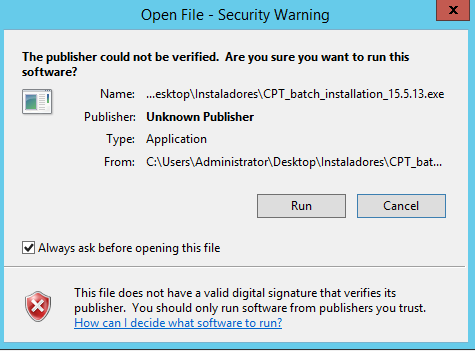 Open File - Security Warning
x
The publisher could not be verified.  Are you sure you want to run this
software?
Name: ...esktop\Instaladores\CPT_batch_installation_15.5.13.exe
Publisher: Unknown Publisher
Type: Application
From: C:\Users\Administrator\Desktop\Instaladores\CPT_bat...
Run Cancel
Always ask before opening this file
This file does not have a valid digital signature that verifies its
publisher.  You should only run software from publishers you trust.
How can I decide what software to run?